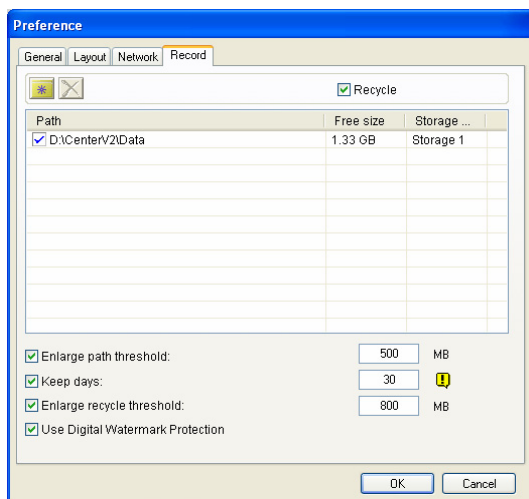 Preference
General Layout Network Record
Recycle
Path Free size Storage ...
D:\CenterV2\Data 1.33 GB Storage 1
Enlarge path threshold: 500 MB
Keep days: 30
Enlarge recycle threshold: 800 MB
Use Digital Watermark Protection
OK Cancel